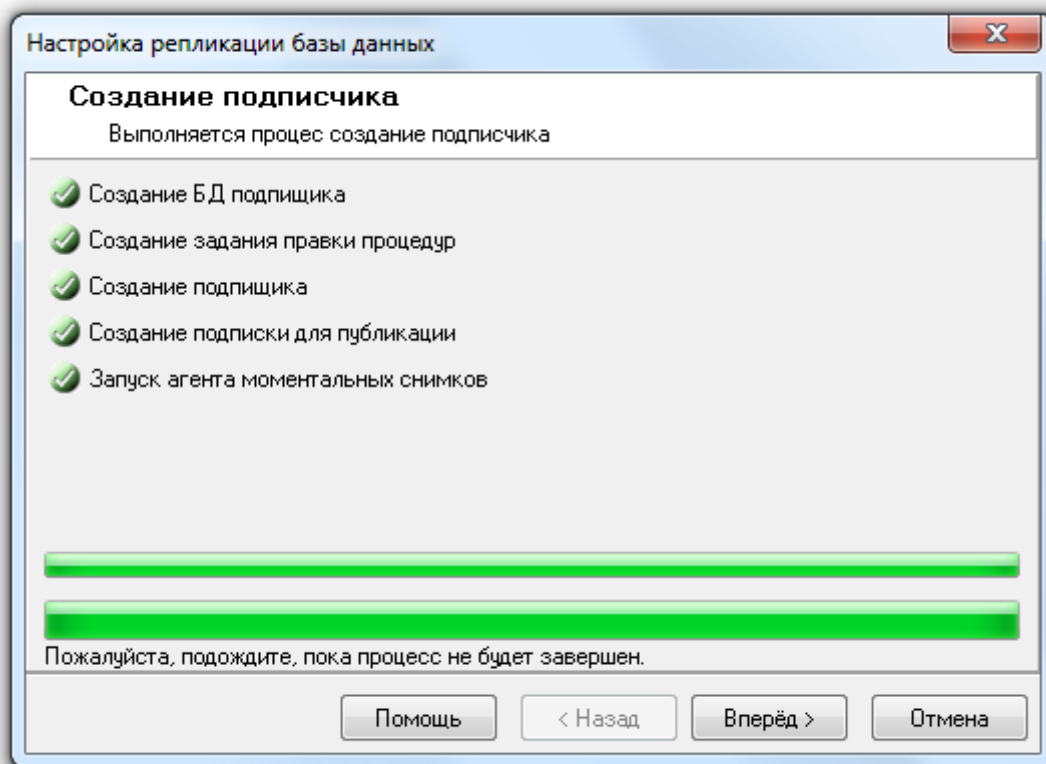 Настройка репликации базы данных
Создание подписчика
Выполняется процес создание подписчика
Создание БД подпищика
Создание задания правки процедур
Создание подпищика
Создание подписки для публикации
Запуск агента моментальных снимков
Пожалуйста, подождите, пока процесс не будет завершен.
Помощь < Назад Вперёд > Отмена